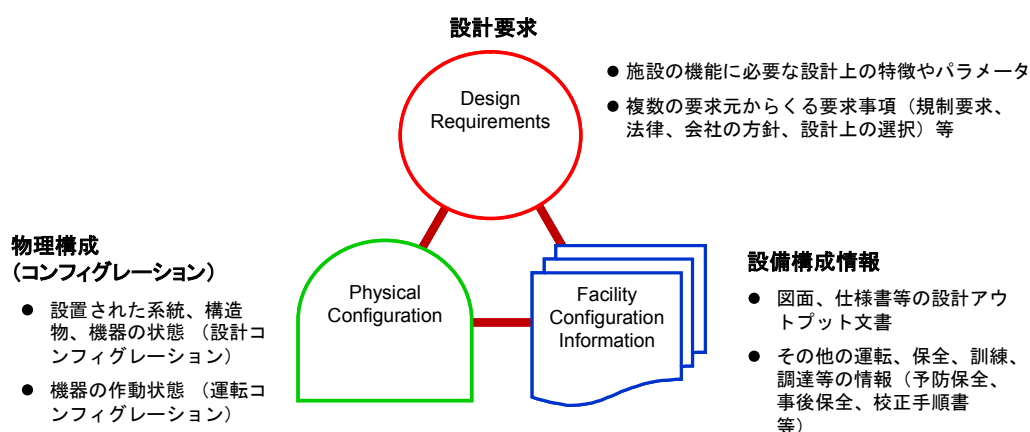 設計要求
Design
Requirements
● 施設の機能に必要な設計上の特徴やパラメータ
● 複数の要求元からくる要求事項（規制要求、
法律、会社の方針、設計上の選択）等
物理構成
（コンフィグレーション）
● 設置された系統、構造
物、機器の状態 （設計コ
ンフィグレーション）
● 機器の作動状態 （運転コ
ンフィグレーション）
Physical
Configuration
Facility
Configuration
Information
設備構成情報
● 図面、仕様書等の設計アウ
トプット文書
● その他の運転、保全、訓練、
調達等の情報（予防保全、
事後保全、校正手順書
等）